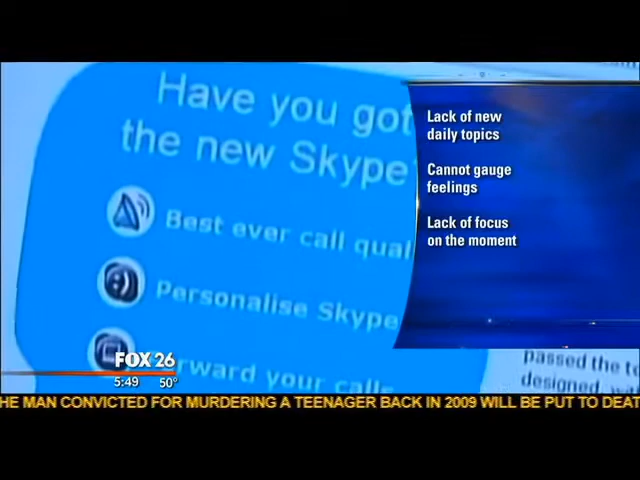 Have you got
the new Skype
Best ever call qual
Personalise Skype
rward your calls
Lack of new
daily topics
Cannot gauge
feelings
Lack of focus
on the moment
passed the te
designed, wa
FOX 26
5:49 50°
HE MAN CONVICTED FOR MURDERING A TEENAGER BACK IN 2009 WILL BE PUT TO DEAT